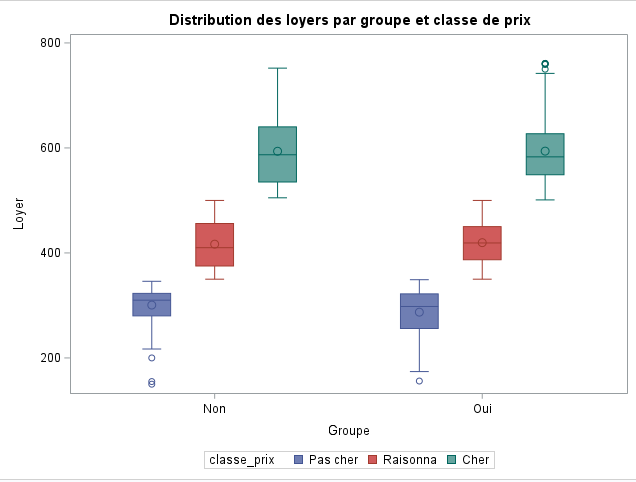 Distribution des loyers par groupe et classe de prix
800
600
400
200
Loyer
Non
Oui
Groupe
classe_prix Pas cher Raisonna Cher